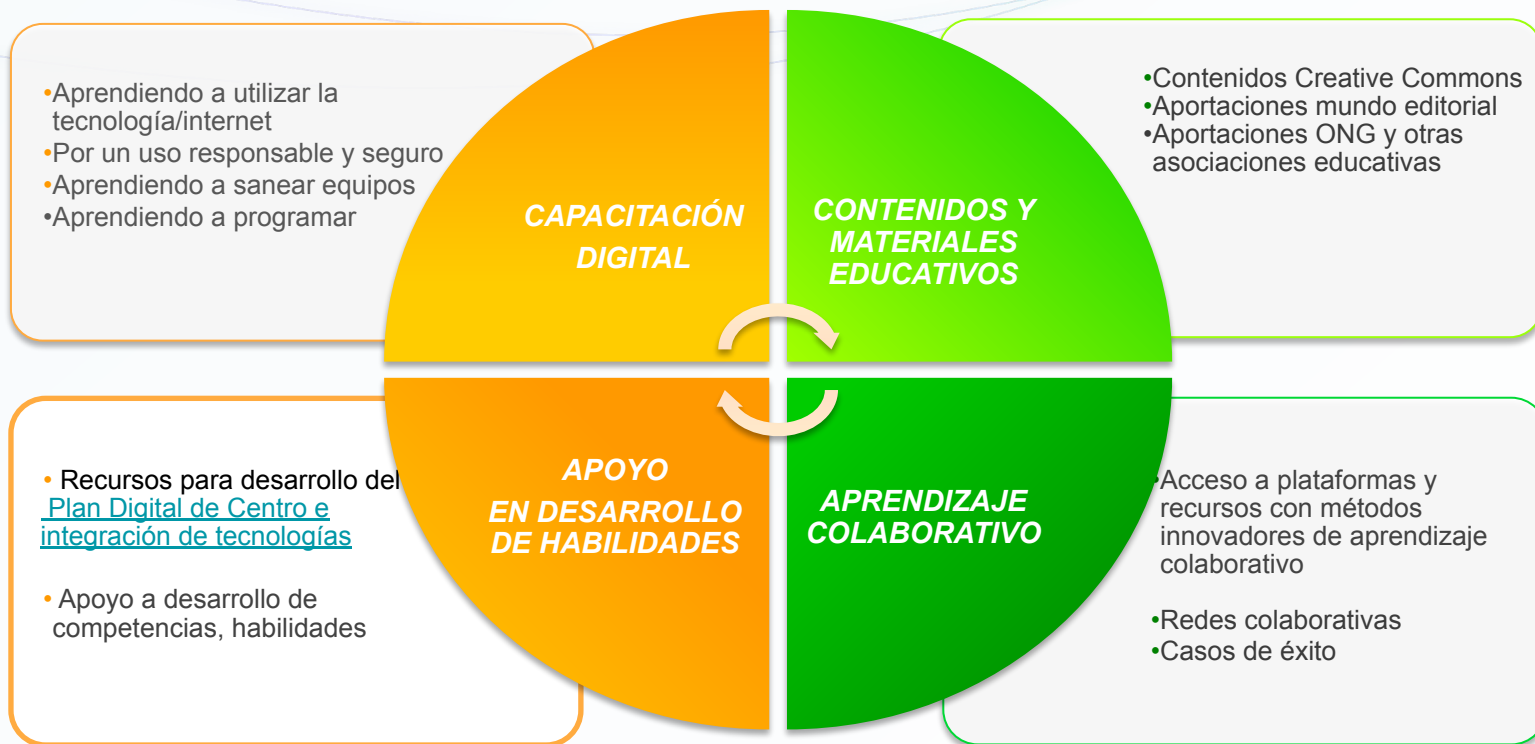 •Aprendiendo a utilizar la
tecnología/internet
•Por un uso responsable y seguro
•Aprendiendo a sanear equipos
•Aprendiendo a programar
CAPACITACIÓN
DIGITAL
CONTENIDOS Y
MATERIALES
EDUCATIVOS
•Contenidos Creative Commons
•Aportaciones mundo editorial
•Aportaciones ONG y otras
asociaciones educativas
• Recursos para desarrollo del
Plan Digital de Centro e
integración de tecnologías
• Apoyo a desarrollo de
competencias, habilidades
APOYO
EN DESARROLLO
DE HABILIDADES
APRENDIZAJE
COLABORATIVO
•Acceso a plataformas y
recursos con métodos
innovadores de aprendizaje
colaborativo
•Redes colaborativas
•Casos de éxito